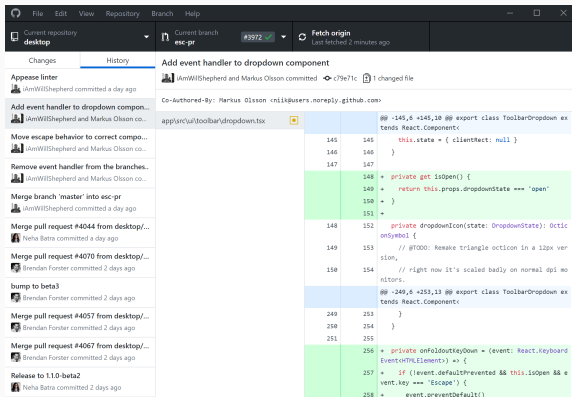 File Edit View Repository Branch Help
Current repository
desktop
Current branch
esc-pr
#3972
Fetch origin
Last fetched 2 minutes ago
Changes
History
Appease linter
iAmWillShepherd committed a day ago
Add event handler to dropdown compon...
iAmWillShepherd and Markus Olsson co...
Move escape behavior to correct compo...
iAmWillShepherd and Markus Olsson co...
Remove event handler from the branches..
iAmWillShepherd and Markus Olsson co...
Merge branch 'master' into esc-pr
iAmWillShepherd committed a day ago
Merge pull request #4044 from desktop/...
Neha Batra committed a day ago
Merge pull request #4070 from desktop/...
Brendan Forster committed 2 days ago
bump to beta3
Brendan Forster committed 2 days ago
Merge pull request #4057 from desktop/...
Brendan Forster committed 2 days ago
Merge pull request #4067 from desktop/...
Brendan Forster committed 2 days ago
Release to 1.1.0-beta2
Neha Batra committed 2 days ago
Add event handler to dropdown component
iAmWillShepherd and Markus Olsson committed c79e71c 1 changed file
Co-Authored-By: Markus Olsson <niik@users.noreply.github.com>
app\src\ui\toolbar\dropdown.tsx
@@ -145,6 +145,10 @@ export class ToolbarDropdown ex
tends React.Component<
145 145 this.state = { clientRect: null }
146 146 }
147 147
148 + private get isOpen() {
149 + return this.props.dropdownState === 'open'
150 + }
151 +
148 152 private dropdownIcon(state: DropdownState): Octic
onSymbol {
149 153 // @TODO: Remake triangle octicon in a 12px ver
sion,
150 154 // right now it's scaled badly on normal dpi mo
nitors.
@@ -249,6 +253,13 @@ export class ToolbarDropdown ex
tends React.Component<
249 253 }
250 254 }
251 255
256 + private onFoldoutKeyDown = (event: React.Keyboard
Event<HTMLElement>) => {
257 + if (!event.defaultPrevented && this.isOpen && e
vent.key === 'Escape') {
258 + event.preventDefault()